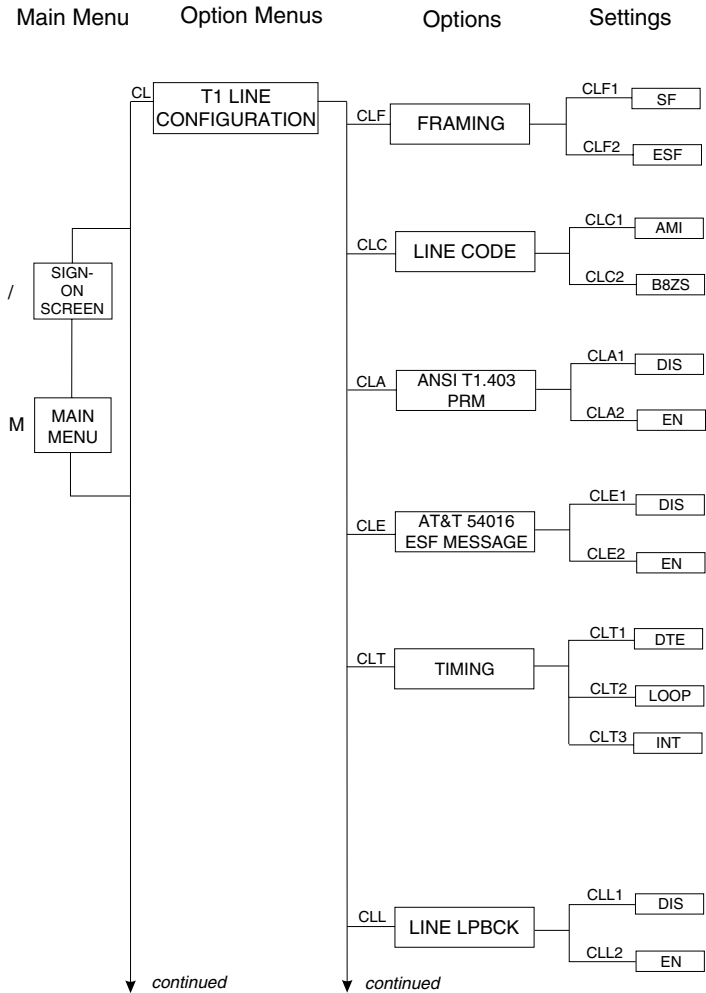 Main Menu
Option Menus
Options
Settings
CL
T1 LINE
CONFIGURATION
CLF
FRAMING
CLF1
SF
CLF2
ESF
CLC
LINE CODE
CLC1
AMI
CLC2
B8ZS
/
SIGN-
ON
SCREEN
CLA
ANSI T1.403
PRM
CLA1
DIS
CLA2
EN
M
MAIN
MENU
CLE
AT&T 54016
ESF MESSAGE
CLE1
DIS
CLE2
EN
CLT
TIMING
CLT1
DTE
CLT2
LOOP
CLT3
INT
CLL
LINE LPBCK
CLL1
DIS
CLL2
EN
continued
continued